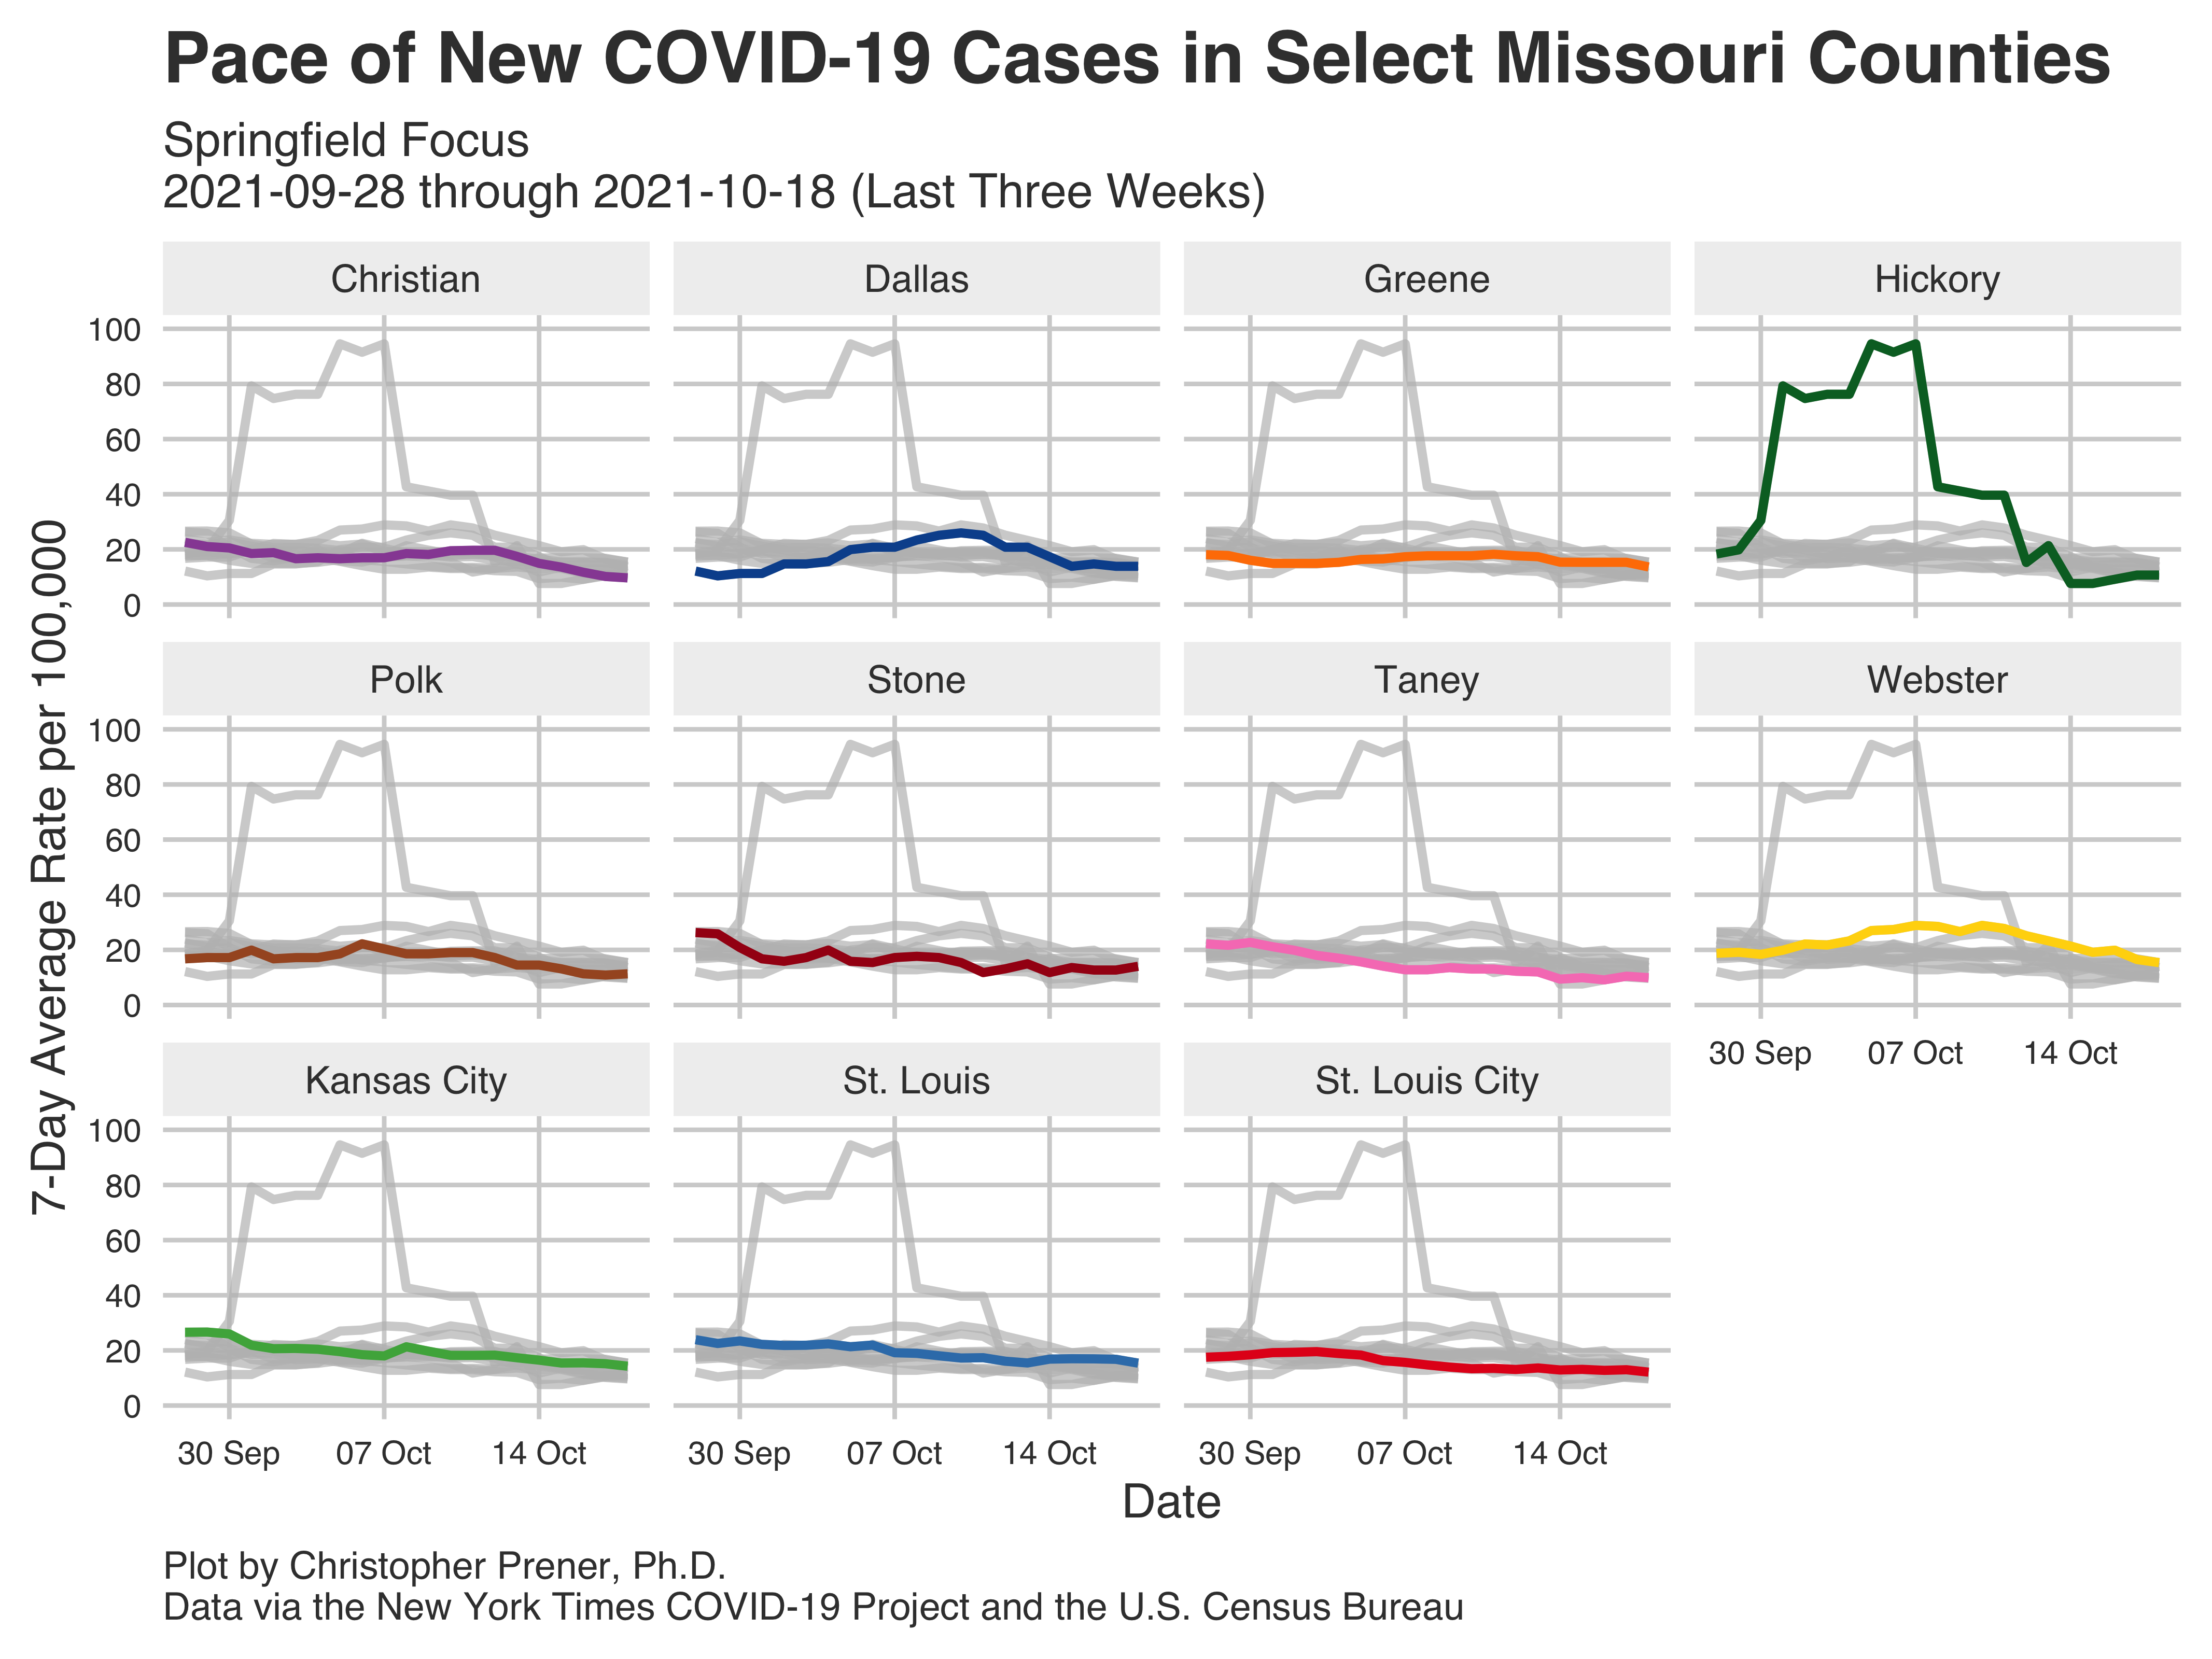 Pace of New COVID-19 Cases in Select Missouri Counties
Springfield Focus
2021-09-28 through 2021-10-18 (Last Three Weeks)
7-Day Average Rate per 100,000
Christian
Dallas
Greene
Hickory
100
80
60
40
20
0
Polk
Stone
Taney
Webster
100
80
60
40
20
0
30 Sep
07 Oct
14 Oct
Kansas City
St. Louis
St. Louis City
100
80
60
40
20
0
30 Sep
07 Oct
14 Oct
30 Sep
07 Oct
14 Oct
30 Sep
07 Oct
14 Oct
Date
Plot by Christopher Prener, Ph.D.
Data via the New York Times COVID-19 Project and the U.S. Census Bureau